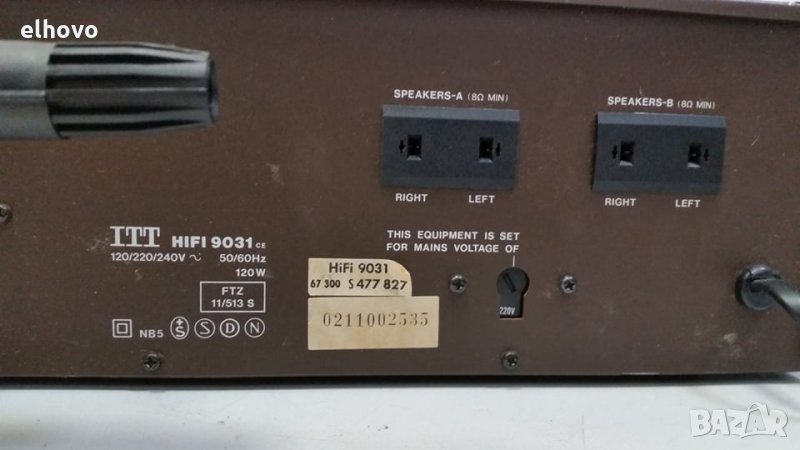 elhovo
SPEAKERS-A (8Ω MIN)
RIGHT LEFT
SPEAKERS-B (8Ω MIN)
RIGHT LEFT
THIS EQUIPMENT IS SET
FOR MAINS VOLTAGE OF
220V
ITT HIFI 9031 CE
120/220/240V ~ 50/60Hz
120W
FTZ
11/513 S
NB5 S S D N
HiFi 9031
67 300 S 477 827
0211002535
BAZAR